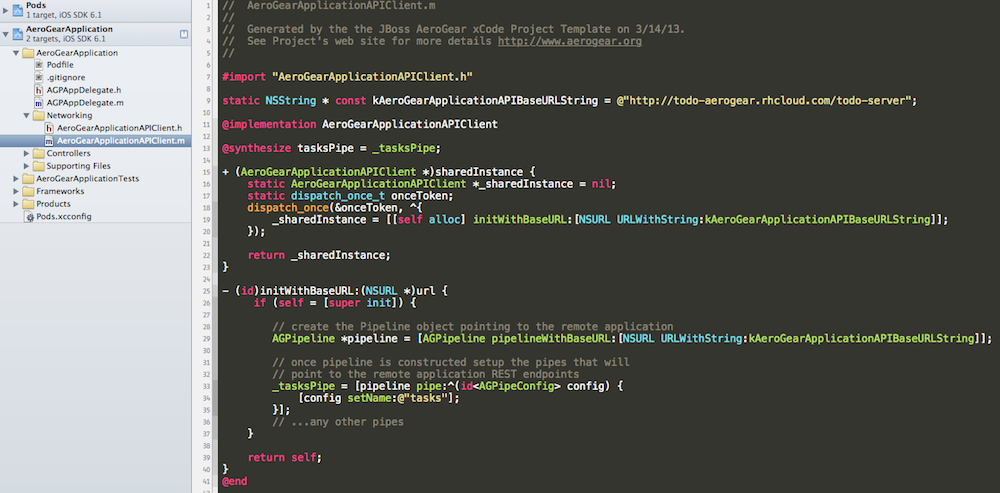 Pods
1 target, iOS SDK 6.1
AeroGearApplication
2 targets, iOS SDK 6.1
AeroGearApplication
Podfile
.gitignore
AGPAppDelegate.h
AGPAppDelegate.m
Networking
AeroGearApplicationAPIClient.h
AeroGearApplicationAPIClient.m
Controllers
Supporting Files
AeroGearApplicationTests
Frameworks
Products
Pods.xcconfig
1 //  AeroGearApplicationAPIClient.m
2 //
3 //  Generated by the the JBoss AeroGear xCode Project Template on 3/14/13.
4 //  See Project's web site for more details http://www.aerogear.org
5 //
6
7 #import "AeroGearApplicationAPIClient.h"
8
9 static NSString * const kAeroGearApplicationAPIBaseURLString = @"http://todo-aerogear.rhcloud.com/todo-server";
10
11 @implementation AeroGearApplicationAPIClient
12
13 @synthesize tasksPipe = _tasksPipe;
14
15 + (AeroGearApplicationAPIClient *)sharedInstance {
16     static AeroGearApplicationAPIClient *_sharedInstance = nil;
17     static dispatch_once_t onceToken;
18     dispatch_once(&onceToken, ^{
19         _sharedInstance = [[self alloc] initWithBaseURL:[NSURL URLWithString:kAeroGearApplicationAPIBaseURLString]];
20     });
21
22     return _sharedInstance;
23 }
24
25 - (id)initWithBaseURL:(NSURL *)url {
26      if (self = [super init]) {
27
28         // create the Pipeline object pointing to the remote application
29         AGPipeline *pipeline = [AGPipeline pipelineWithBaseURL:[NSURL URLWithString:kAeroGearApplicationAPIBaseURLString]];
30
31         // once pipeline is constructed setup the pipes that will
32         // point to the remote application REST endpoints
33         _tasksPipe = [pipeline pipe:^(id<AGPipeConfig> config) {
34             [config setName:@"tasks"];
35         }];
36         // ...any other pipes
37     }
38
39     return self;
40 }
41 @end